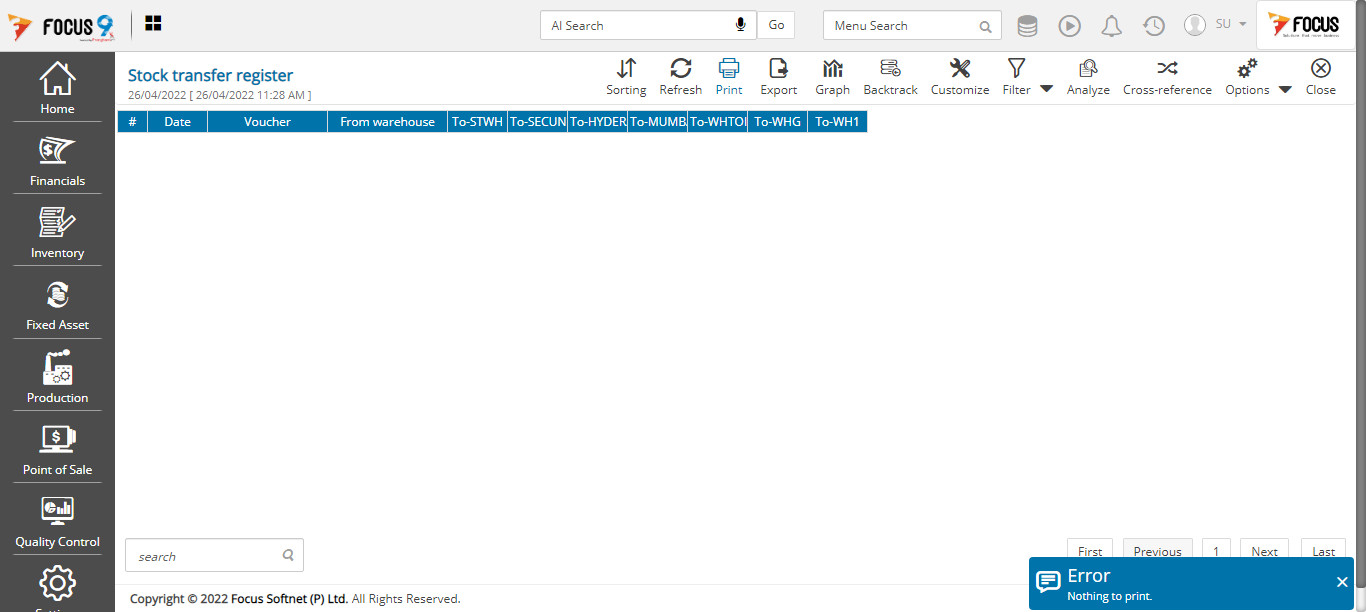 FOCUS 9
AI Search
Go
Menu Search
SU
FOCUS
Home
Financials
Inventory
Fixed Asset
Production
Point of Sale
Quality Control
Stock transfer register
26/04/2022 [ 26/04/2022 11:28 AM ]
Sorting Refresh Print Export Graph Backtrack Customize Filter Analyze Cross-reference Options Close
# Date Voucher From warehouse To-STWH To-SECUN To-HYDER To-MUMB To-WHTOI To-WHG To-WH1
search
First Previous 1 Next Last
Error
Nothing to print.
Copyright © 2022 Focus Softnet (P) Ltd. All Rights Reserved.